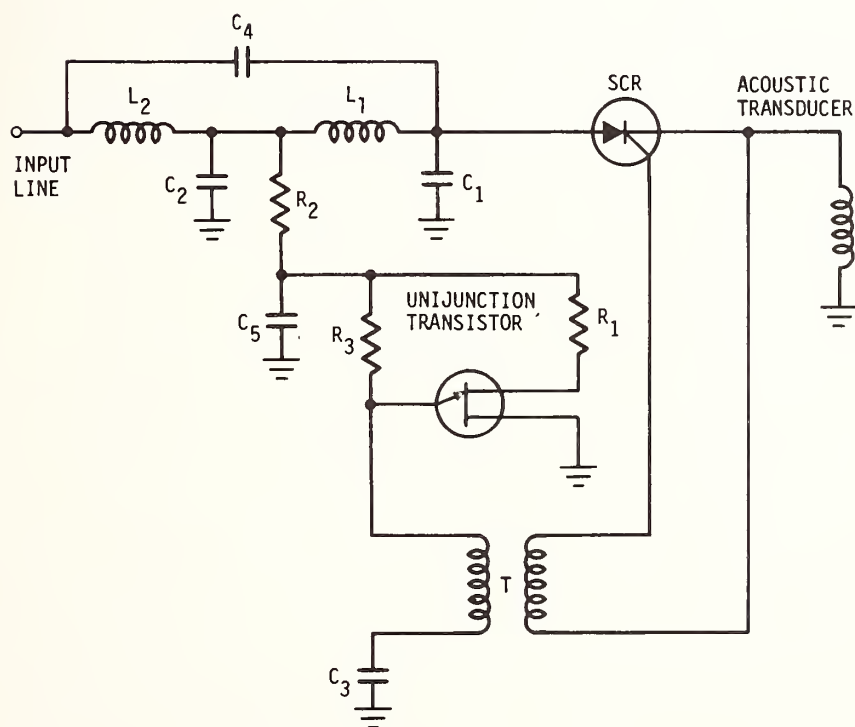 C4
SCR
ACOUSTIC
TRANSDUCER
L2
L1
INPUT
LINE
C2
R2
C1
UNIJUNCTION
TRANSISTOR
C5
R3
R1
T
C3